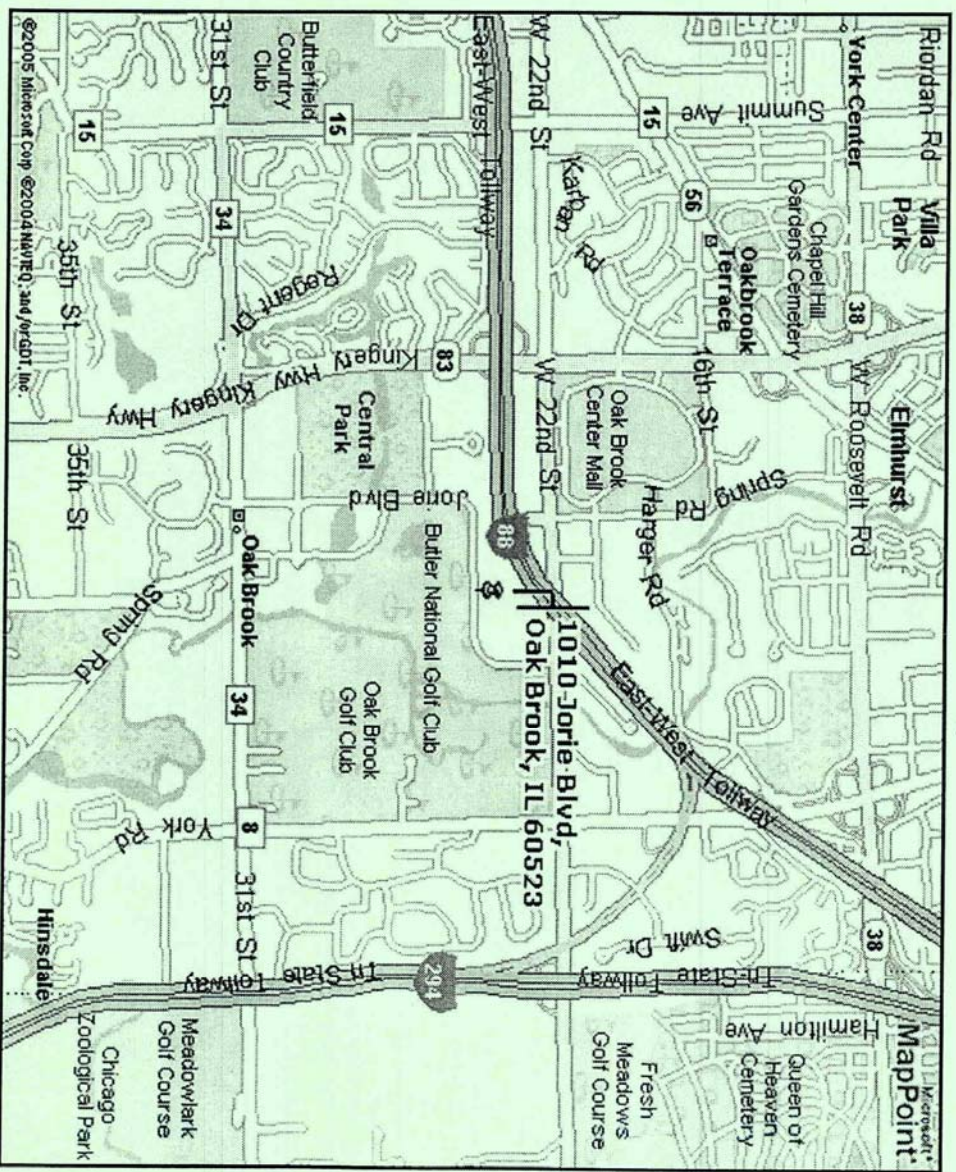 Riordan Rd
York Center
Summit Ave
Villa
Park
Chapel Hill
Gardens Cemetery
38
W Roosevelt Rd
Elmhurst
38
Microsoft®
MapPoint®
Hamilton Ave
Queen of
Heaven
Cemetery
15
56
Oakbrook
Terrace
16th St
Spring Rd
Harger Rd
East-West Tollway
Swift Dr
Tri-State Tollway
Fresh
Meadows
Golf Course
W 22nd St
Karban Rd
W 22nd St
Oak Brook
Center Mall
1010 Jorie Blvd,
Oak Brook, IL 60523
East-West Tollway
88
83
Kingery Hwy
Kingery Hwy
Butterfield
Country
Club
15
Regent Dr
Central
Park
Jorie Blvd
Butler National Golf Club
Oak Brook
Golf Club
294
Tri-State Tollway
31st St
34
Oak Brook
34
8
31st St
Meadowlark
Golf Course
15
35th St
35th St
Spring Rd
York Rd
Hinsdale
Chicago
Zoological Park
©2005 Microsoft Corp ©2004 NAVTEQ, and/or GDT, Inc.